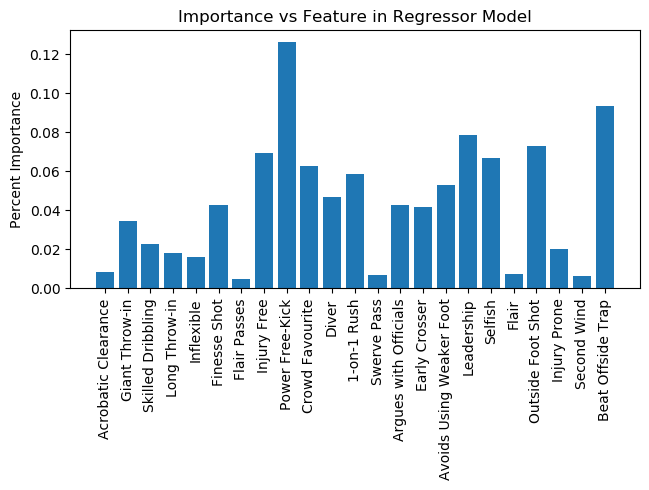 Importance vs Feature in Regressor Model
Percent Importance
0.12
0.10
0.08
0.06
0.04
0.02
0.00
Acrobatic Clearance
Giant Throw-in
Skilled Dribbling
Long Throw-in
Inflexible
Finesse Shot
Flair Passes
Injury Free
Power Free-Kick
Crowd Favourite
Diver
1-on-1 Rush
Swerve Pass
Argues with Officials
Early Crosser
Avoids Using Weaker Foot
Leadership
Selfish
Flair
Outside Foot Shot
Injury Prone
Second Wind
Beat Offside Trap